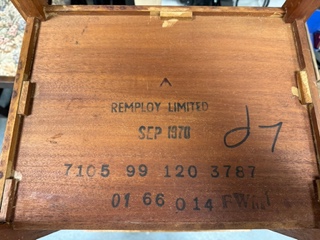 REMPLOY LIMITED
SEP 1970
7105 99 120 3787
01 66 014